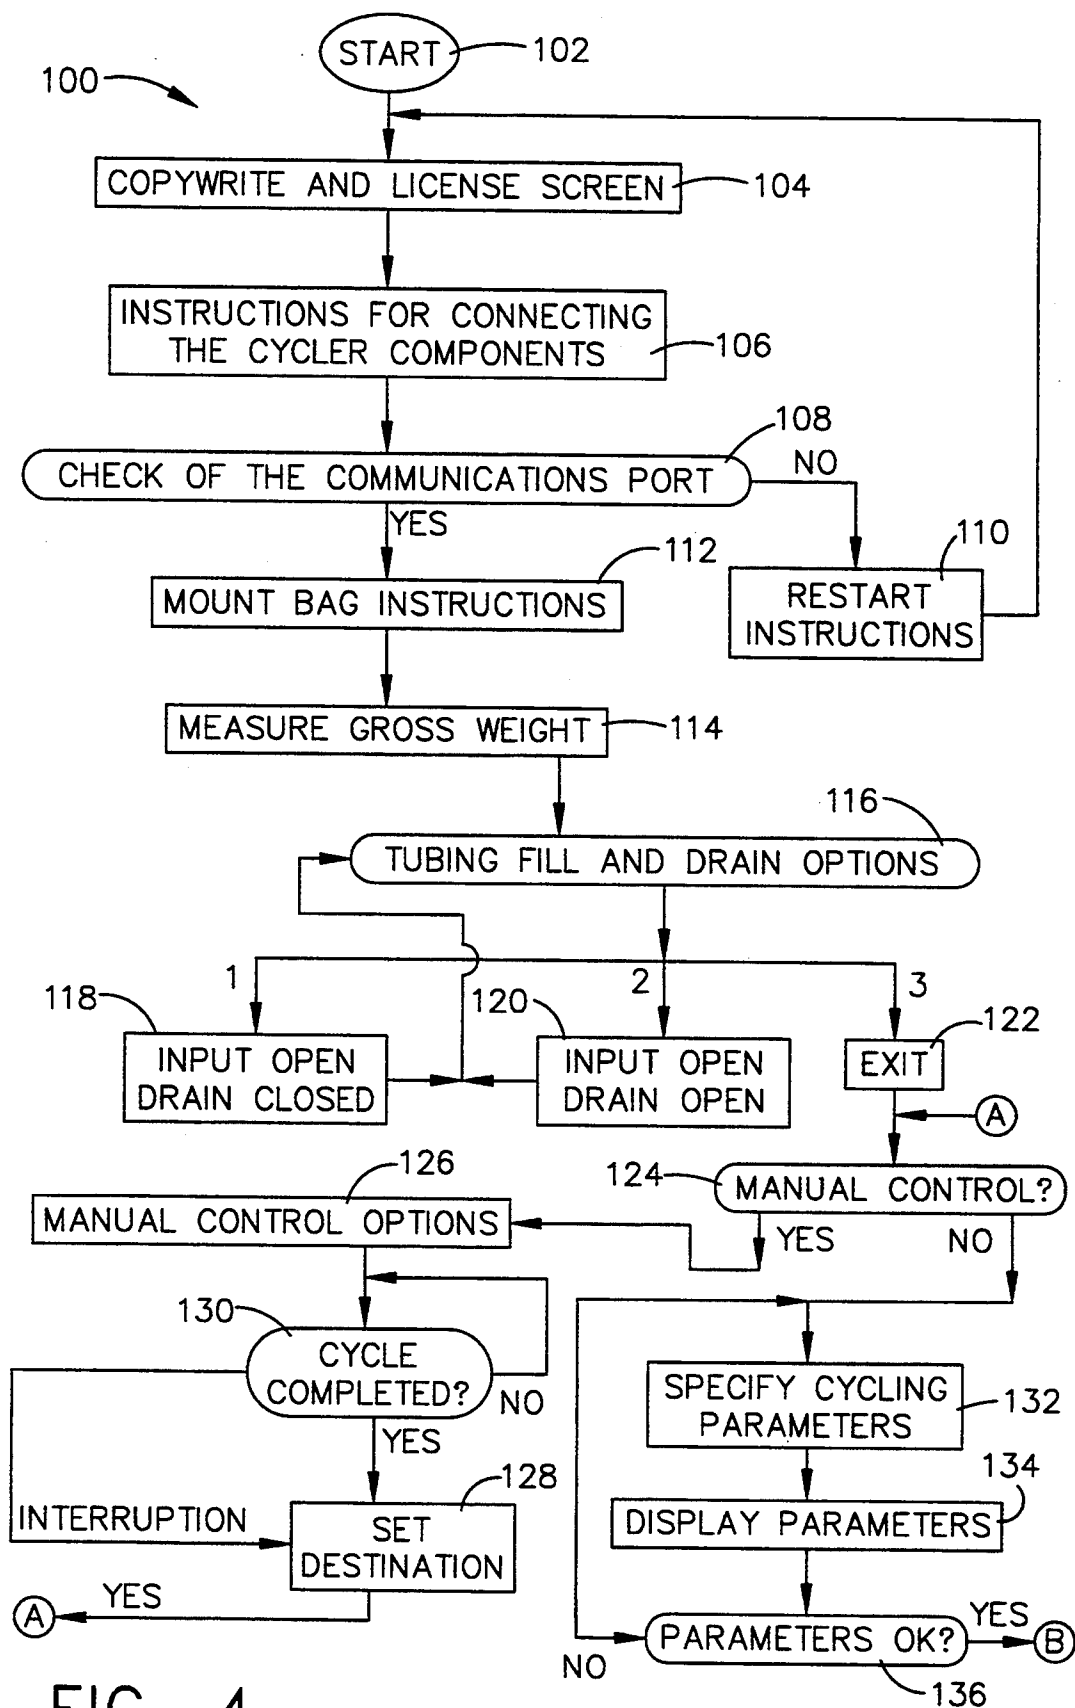 START
102
100
COPYWRITE AND LICENSE SCREEN
104
INSTRUCTIONS FOR CONNECTING
THE CYCLER COMPONENTS
106
108
CHECK OF THE COMMUNICATIONS PORT
NO
YES
110
112
RESTART
INSTRUCTIONS
MOUNT BAG INSTRUCTIONS
MEASURE GROSS WEIGHT
114
116
TUBING FILL AND DRAIN OPTIONS
1
2
3
118
120
122
INPUT OPEN
DRAIN CLOSED
INPUT OPEN
DRAIN OPEN
EXIT
A
126
124
MANUAL CONTROL?
MANUAL CONTROL OPTIONS
YES
NO
130
CYCLE
COMPLETED?
NO
SPECIFY CYCLING
PARAMETERS
132
YES
134
128
INTERRUPTION
SET
DESTINATION
DISPLAY PARAMETERS
YES
A
PARAMETERS OK?
YES
B
NO
136
FIG. 4